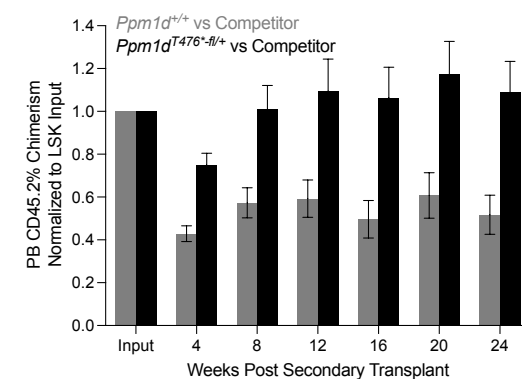 Ppm1d+/+ vs Competitor
Ppm1dT476*-fl/+ vs Competitor
PB CD45.2% Chimerism
Normalized to LSK Input
1.4
1.2
1.0
0.8
0.6
0.4
0.2
0.0
Input 4 8 12 16 20 24
Weeks Post Secondary Transplant